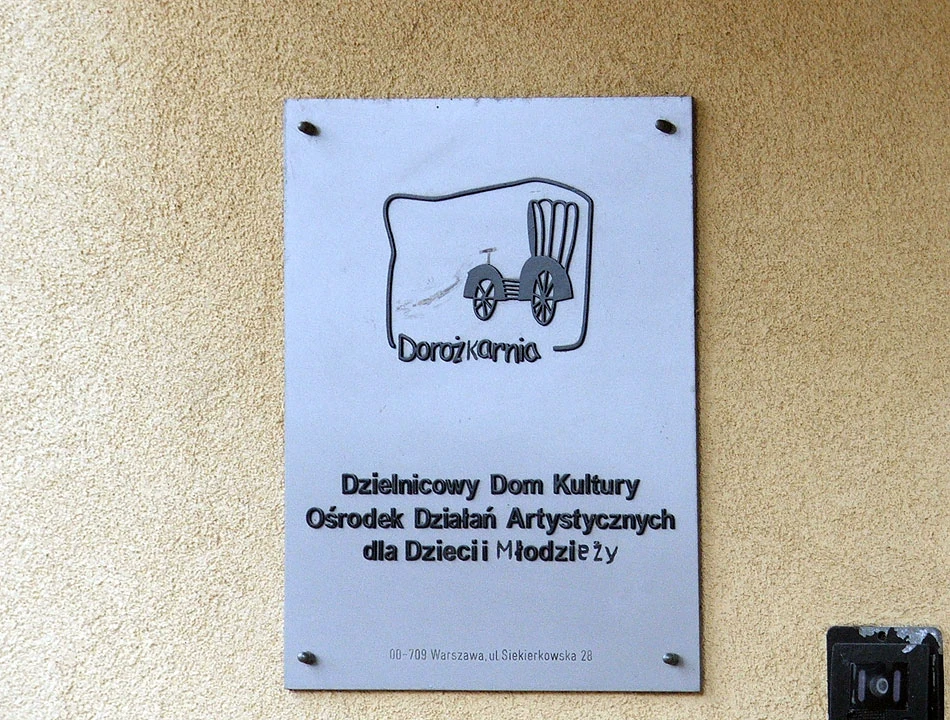 Dorożkarnia
Dzielnicowy Dom Kultury
Ośrodek Działań Artystycznych
dla Dzieci i Młodzieży
00-709 Warszawa, ul. Siekierkowska 28